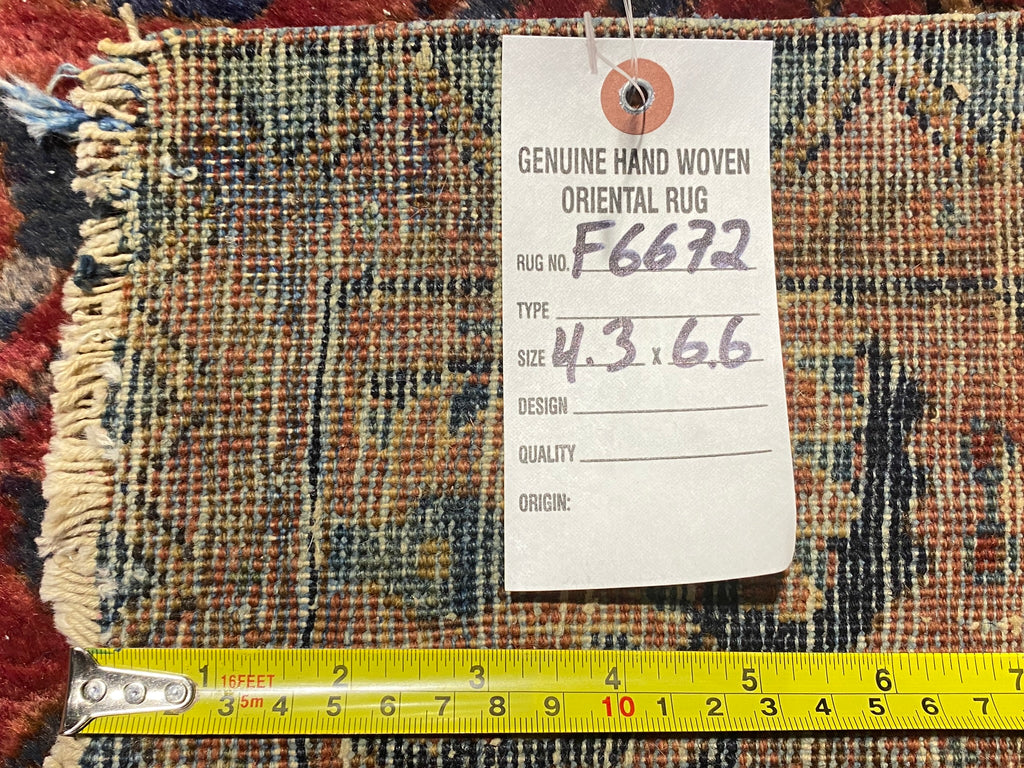 GENUINE HAND WOVEN
ORIENTAL RUG
RUG NO. F6672
TYPE
SIZE 4.3 x 6.6
DESIGN
QUALITY
ORIGIN:
1 16FEET 2 3 4 5 6 7
3 5m 4 5 6 7 8 9 10 1 2 3 4 5 6 7